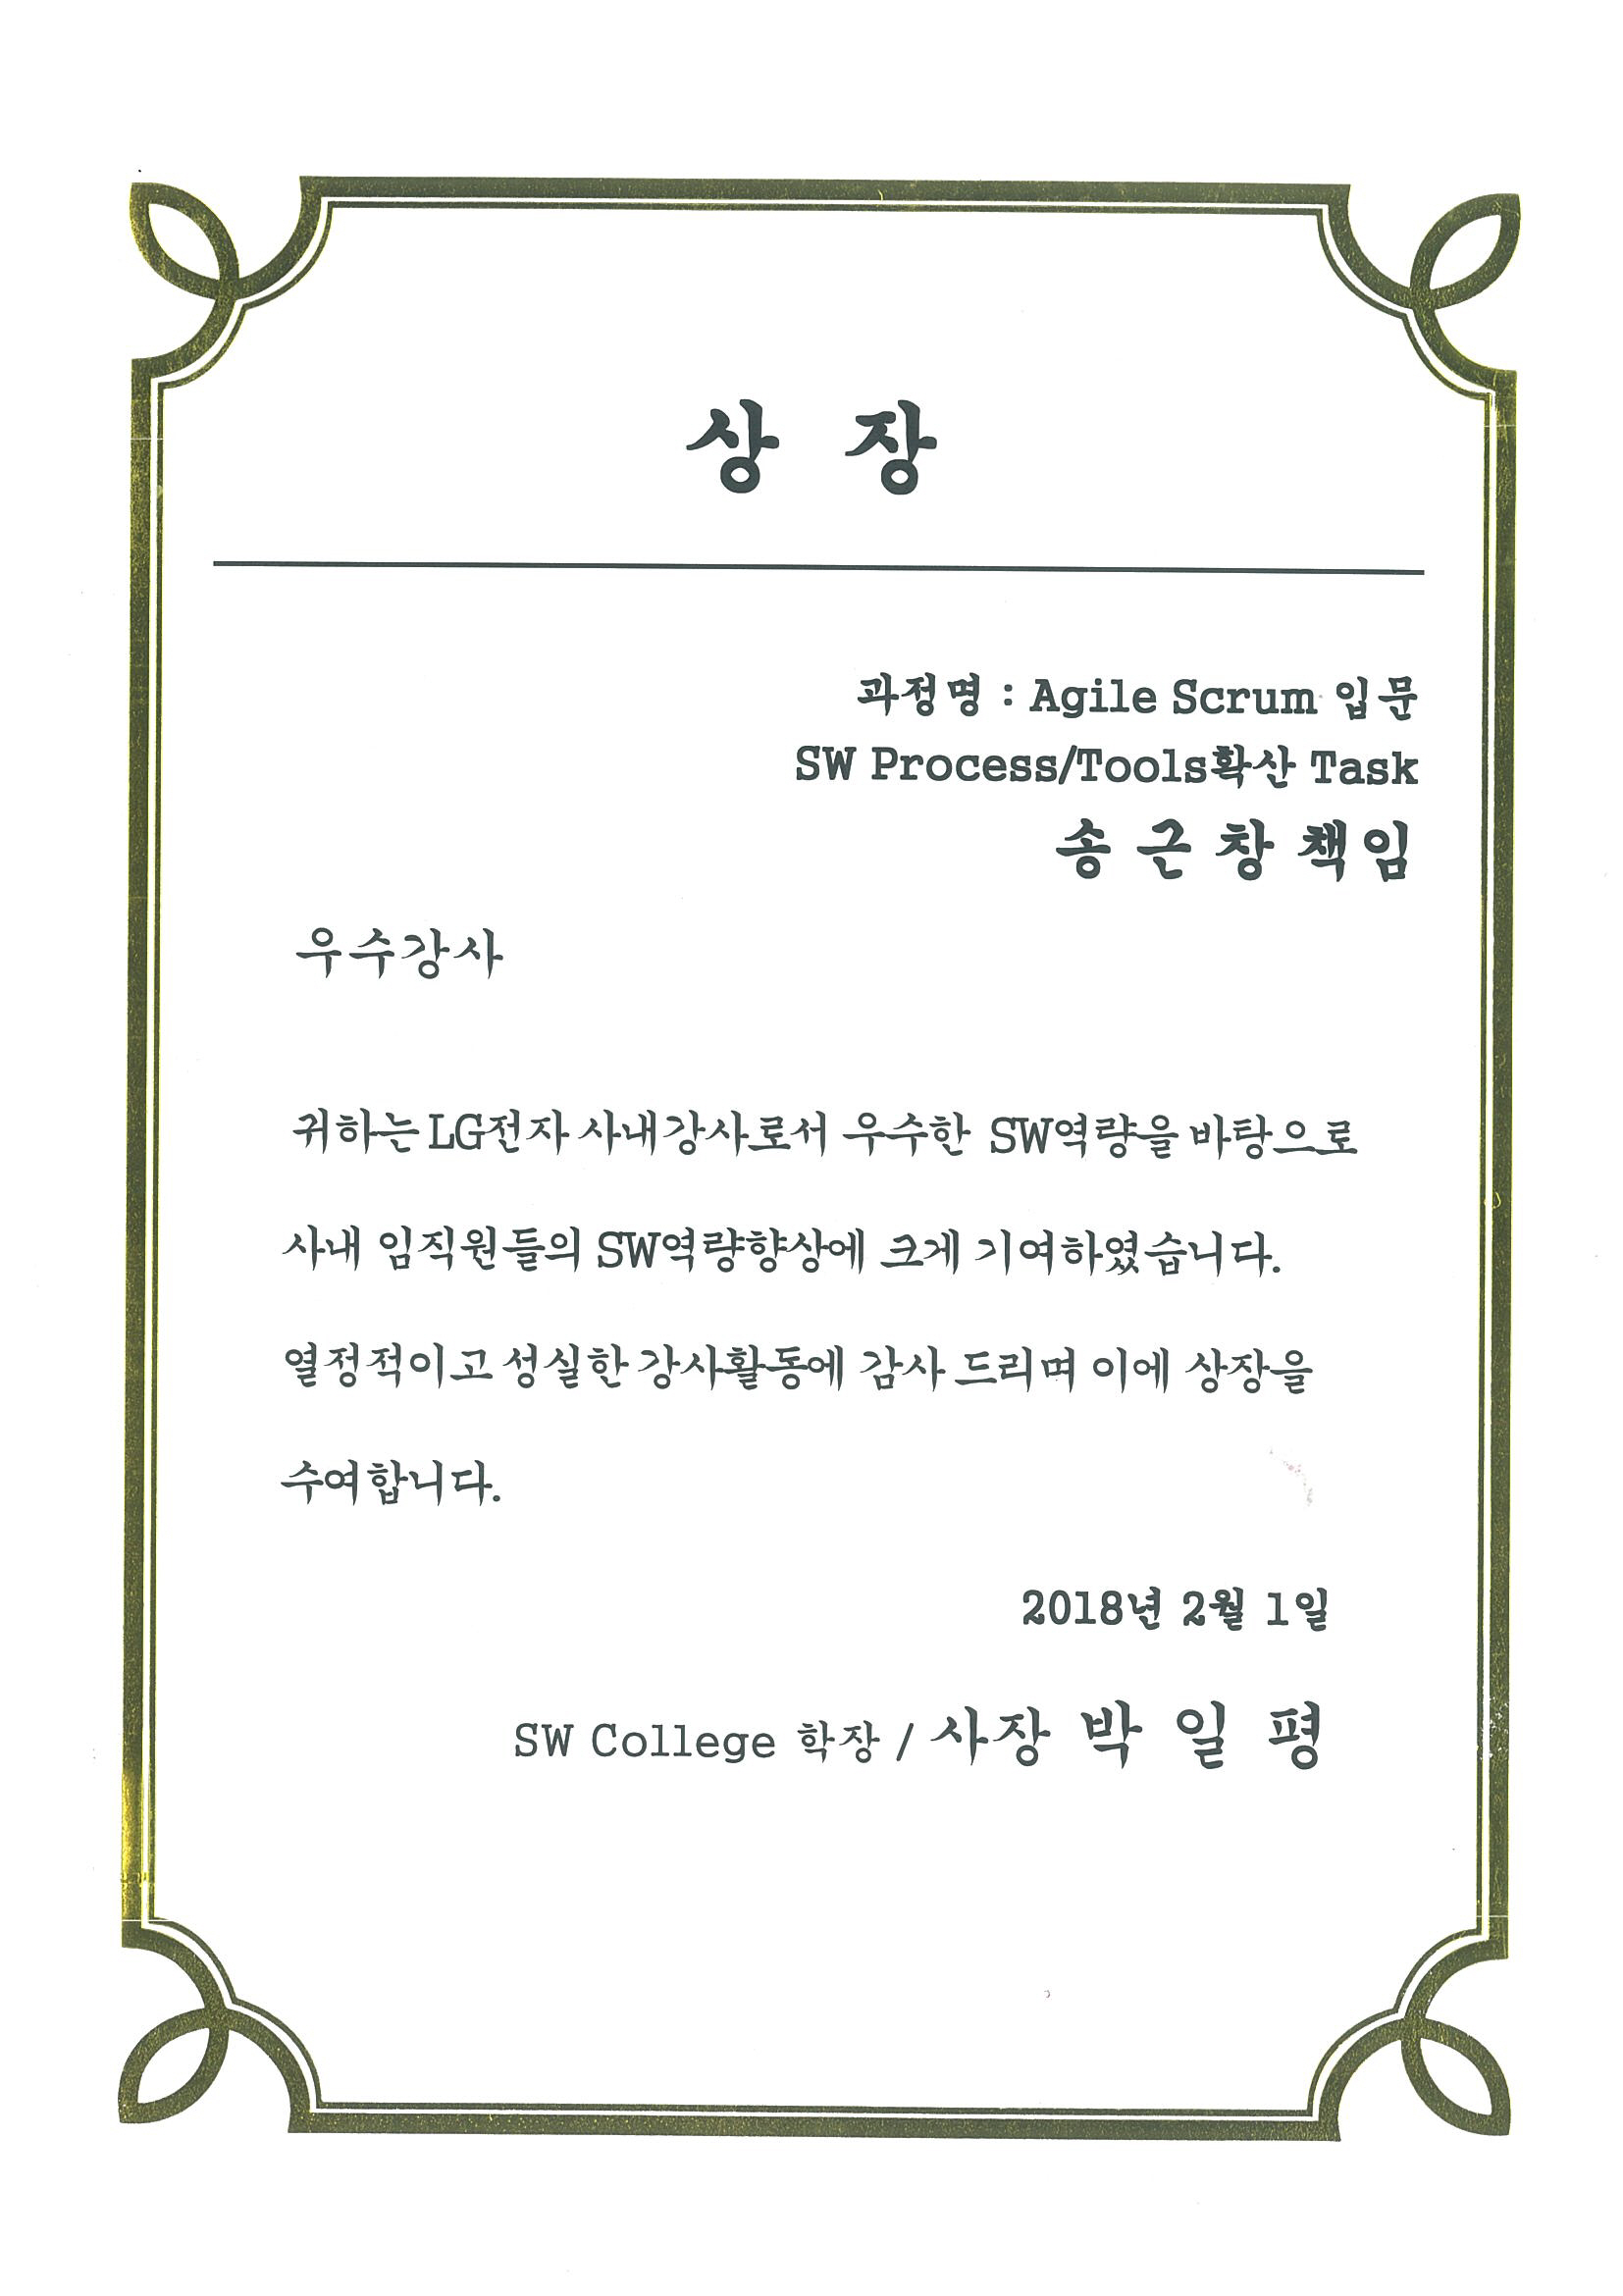 상 장
과정명 : Agile Scrum 입문
SW Process/Tools확산 Task
송 근 창 책임
우수강사
귀하는 LG전자 사내강사로서 우수한 SW역량을 바탕으로
사내 임직원들의 SW역량향상에 크게 기여하였습니다.
열정적이고 성실한 강사활동에 감사 드리며 이에 상장을
수여합니다.
2018년 2월 1일
SW College 학장 / 사장 박 일 평